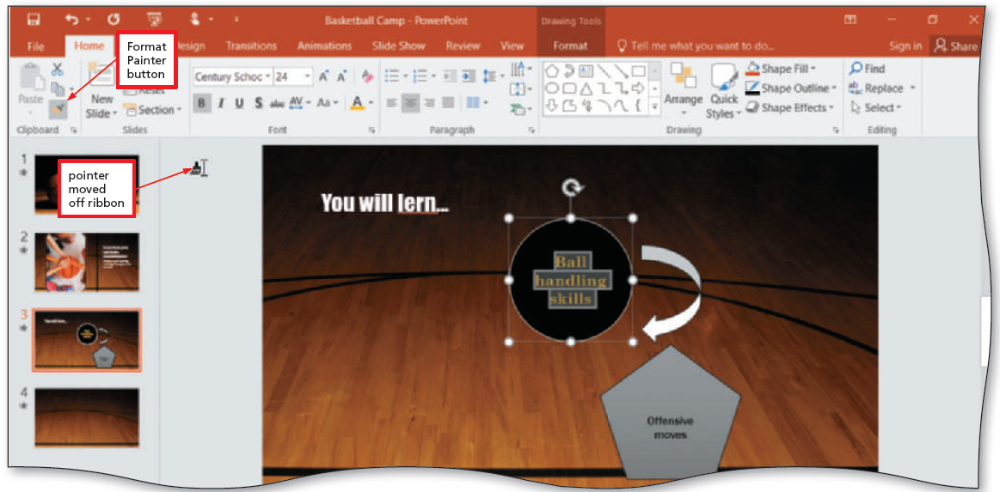 Basketball Camp - PowerPoint
Drawing Tools
File
Home
esign
Transitions
Animations
Slide Show
Review
View
Format
Tell me what you want to do...
Sign in
Share
Format
Painter
button
Paste
New
Slide
Reset
Section
Century Schoc
24
B I U S abc AV Aa A
Arrange
Quick
Styles
Shape Fill
Shape Outline
Shape Effects
Find
Replace
Select
Clipboard
Slides
Font
Paragraph
Drawing
Editing
1
pointer
moved
off ribbon
2
3
4
You will lern...
Ball
handling
skills
Offensive
moves